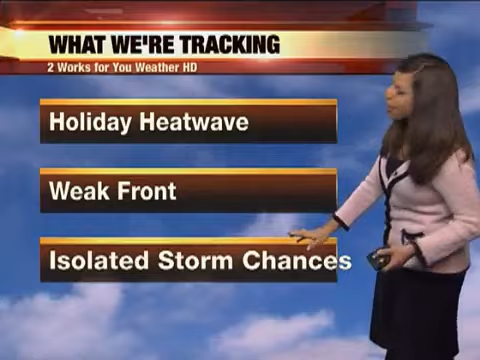 WHAT WE'RE TRACKING
2 Works for You Weather HD
Holiday Heatwave
Weak Front
Isolated Storm Chances